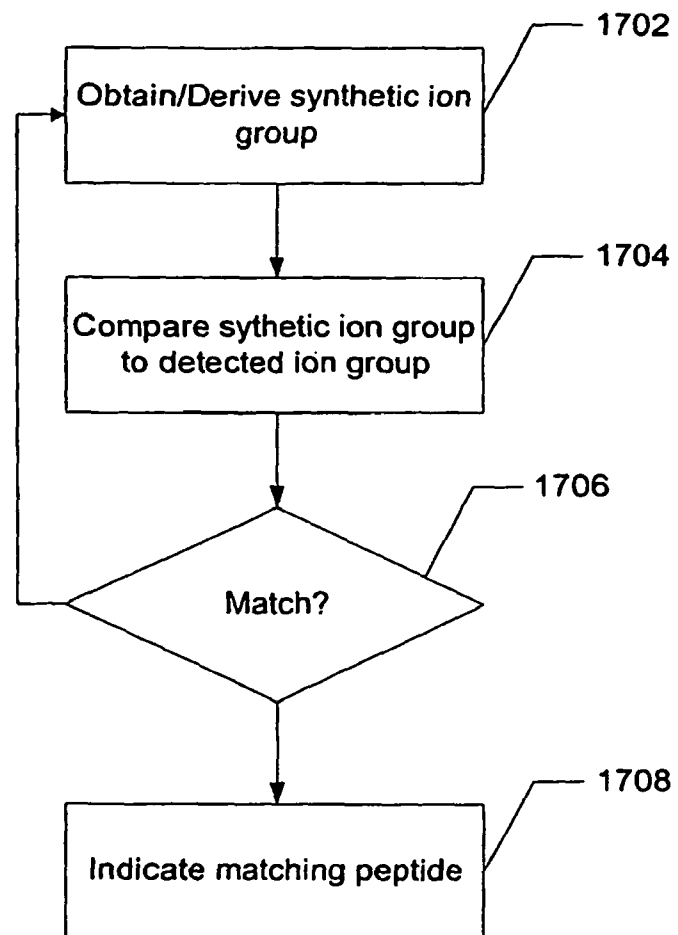 1702
Obtain/Derive synthetic ion
group
1704
Compare sythetic ion group
to detected ion group
1706
Match?
1708
Indicate matching peptide